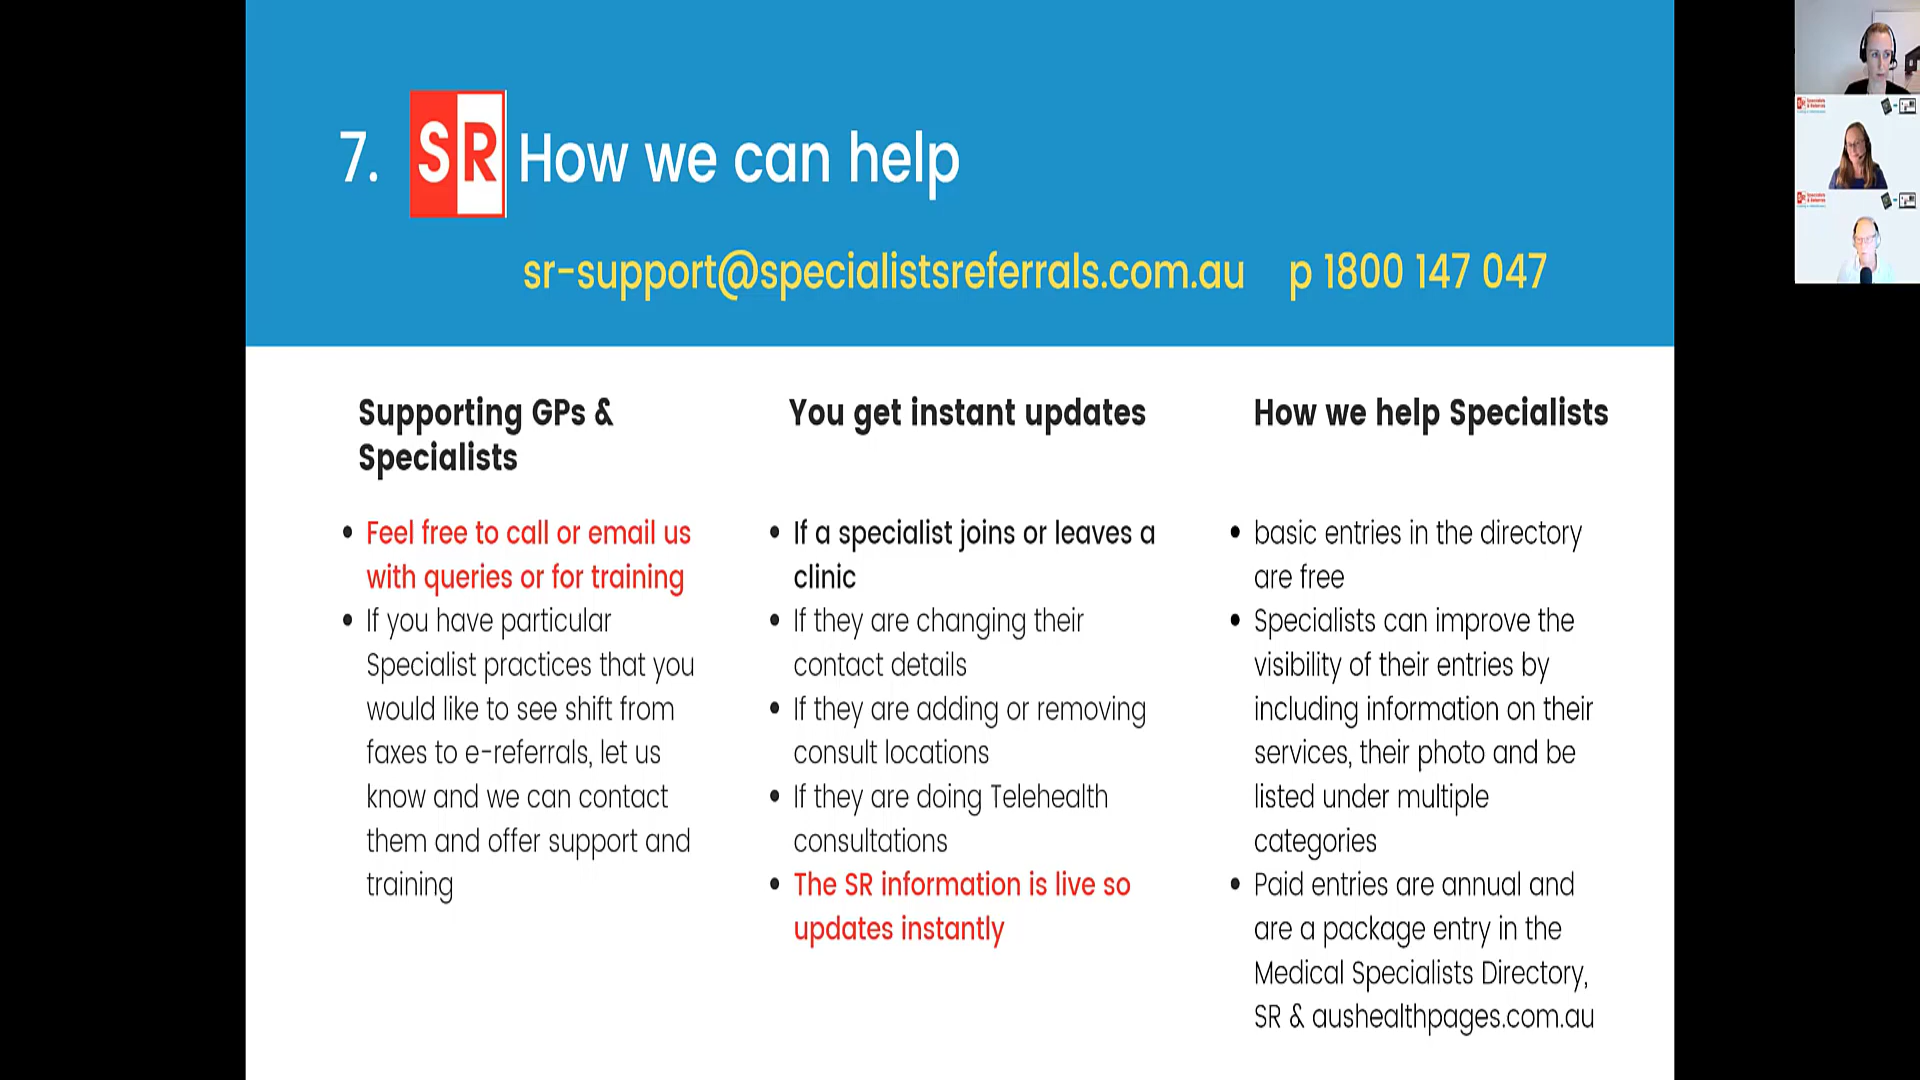 7. SR How we can help
sr-support@specialistsreferrals.com.au p 1800 147 047
Supporting GPs &
Specialists
• Feel free to call or email us
with queries or for training
• If you have particular
Specialist practices that you
would like to see shift from
faxes to e-referrals, let us
know and we can contact
them and offer support and
training
You get instant updates
• If a specialist joins or leaves a
clinic
• If they are changing their
contact details
• If they are adding or removing
consult locations
• If they are doing Telehealth
consultations
• The SR information is live so
updates instantly
How we help Specialists
• basic entries in the directory
are free
• Specialists can improve the
visibility of their entries by
including information on their
services, their photo and be
listed under multiple
categories
• Paid entries are annual and
are a package entry in the
Medical Specialists Directory,
SR & aushealthpages.com.au